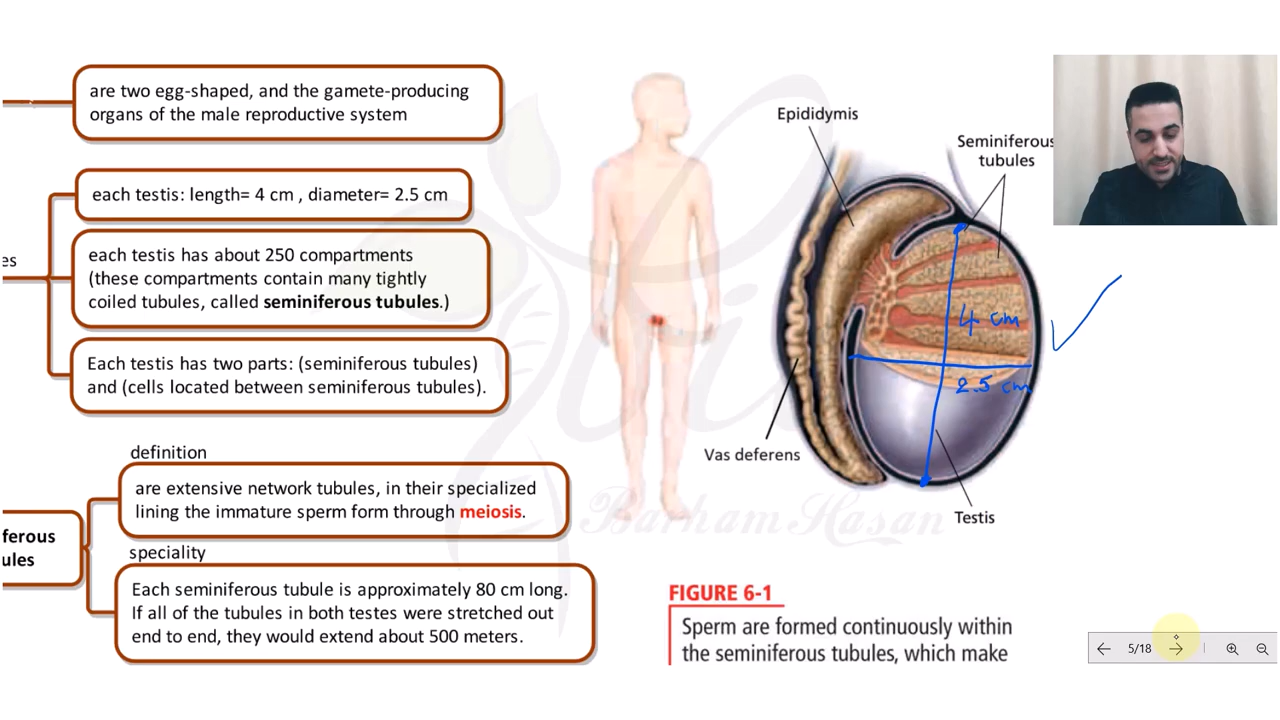 are two egg-shaped, and the gamete-producing
organs of the male reproductive system
each testis: length= 4 cm , diameter= 2.5 cm
es
each testis has about 250 compartments
(these compartments contain many tightly
coiled tubules, called seminiferous tubules.)
Each testis has two parts: (seminiferous tubules)
and (cells located between seminiferous tubules).
definition
are extensive network tubules, in their specialized
lining the immature sperm form through meiosis.
ferous
ules
speciality
Each seminiferous tubule is approximately 80 cm long.
If all of the tubules in both testes were stretched out
end to end, they would extend about 500 meters.
Epididymis
Seminiferous
tubules
4 cm
2.5 cm
Vas deferens
Testis
Barham Hasan
FIGURE 6-1
Sperm are formed continuously within
the seminiferous tubules, which make
5/18